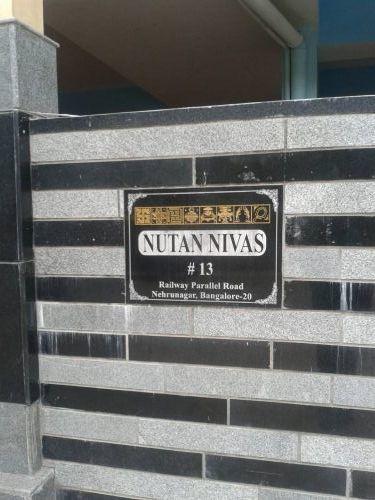 NUTAN NIVAS
# 13
Railway Parallel Road
Nehrunagar, Bangalore-20